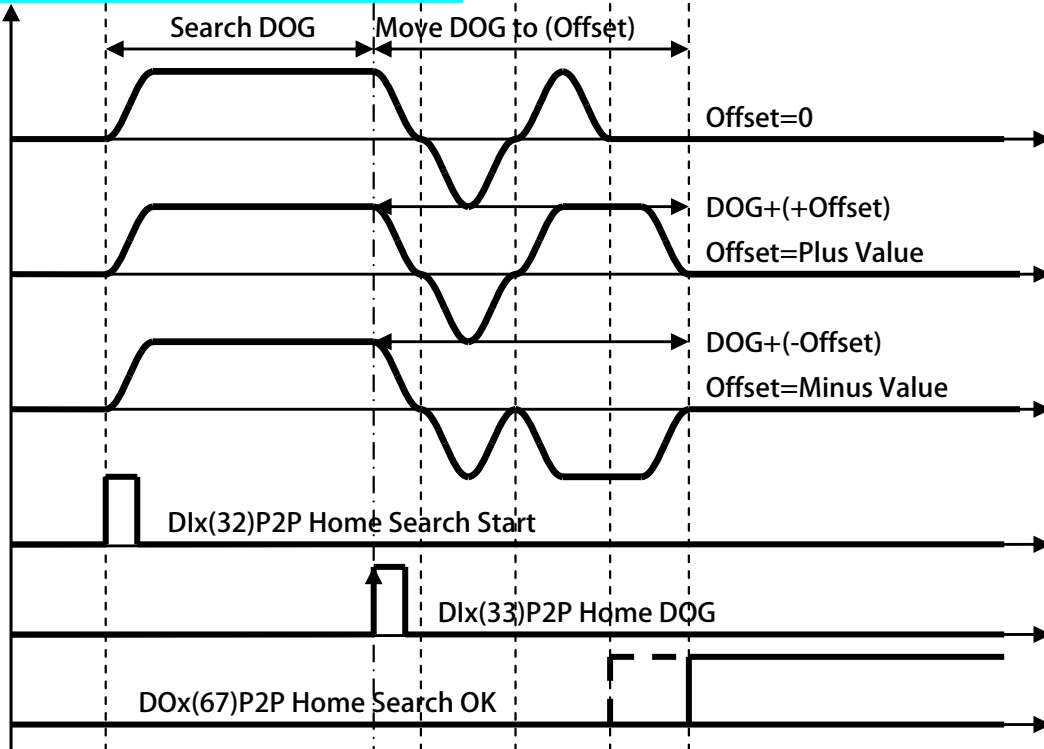 Search DOG
Move DOG to (Offset)
Offset=0
DOG+(+Offset)
Offset=Plus Value
DOG+(-Offset)
Offset=Minus Value
DIx(32)P2P Home Search Start
DIx(33)P2P Home DOG
DOx(67)P2P Home Search OK